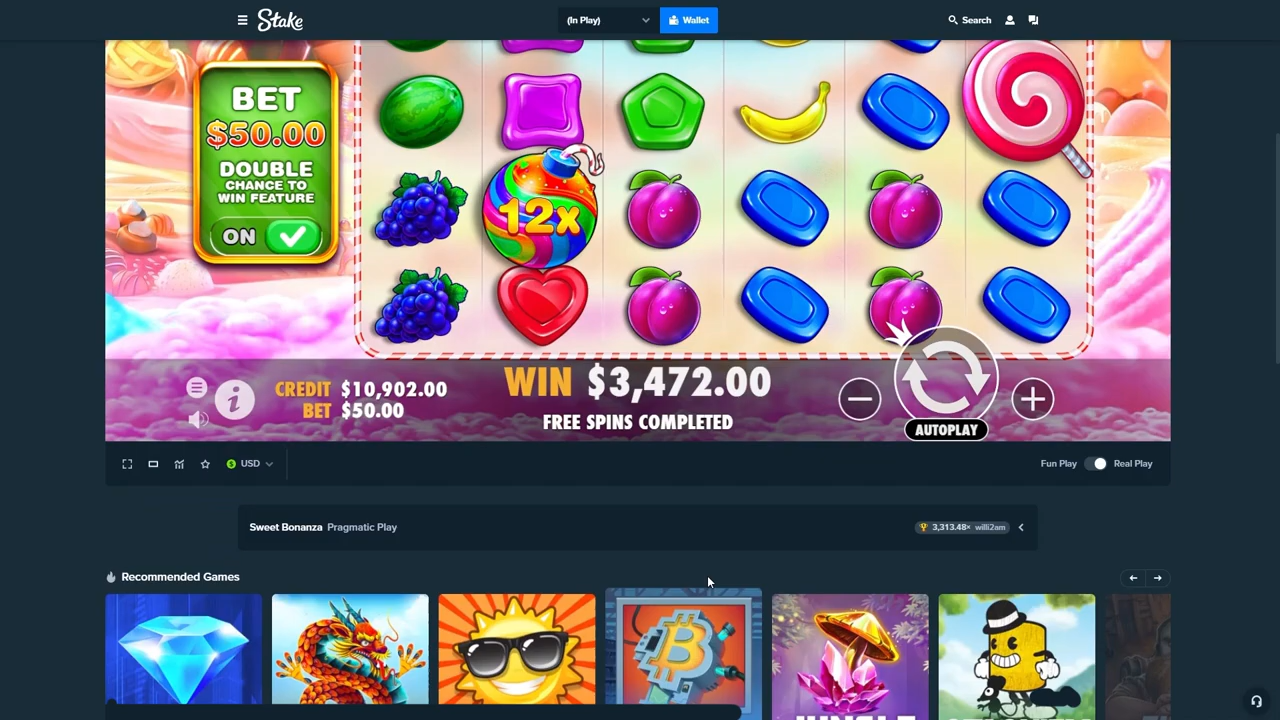 Stake
(In Play)
Wallet
Search
BET
$50.00
DOUBLE
CHANCE TO
WIN FEATURE
ON
12x
CREDIT $10,902.00
BET $50.00
WIN $3,472.00
FREE SPINS COMPLETED
AUTOPLAY
USD
Fun Play
Real Play
Sweet Bonanza Pragmatic Play
3,313.48× willi2am
Recommended Games